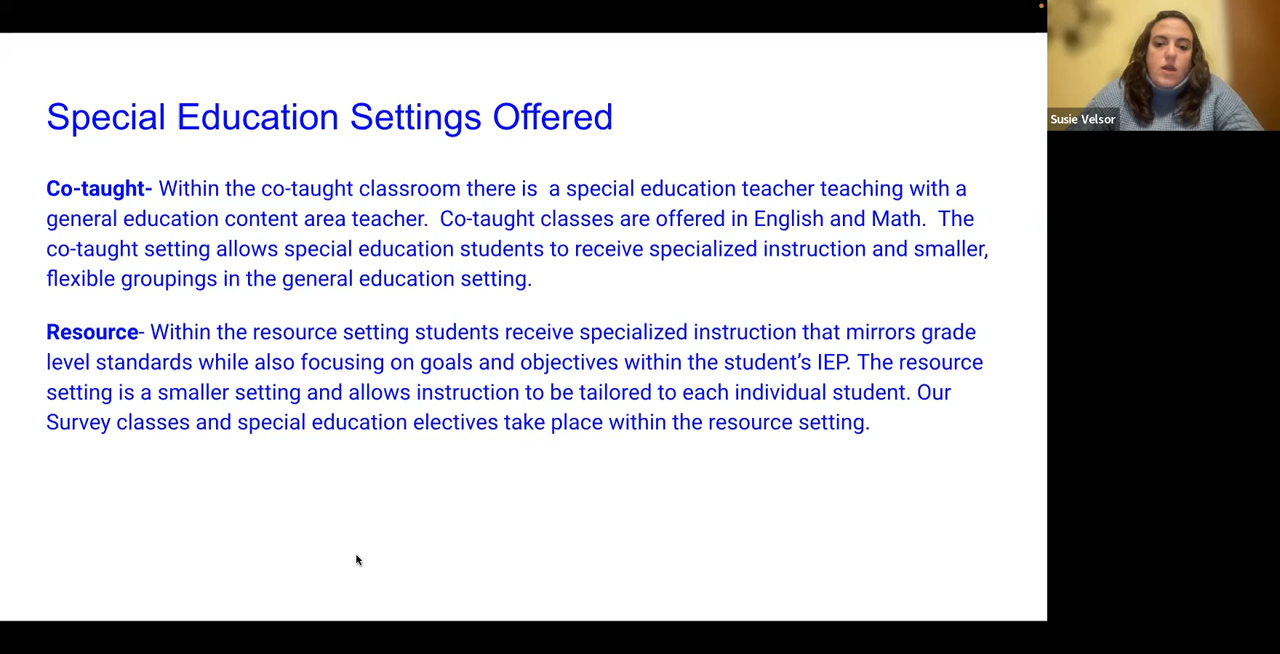 Special Education Settings Offered
Co-taught- Within the co-taught classroom there is  a special education teacher teaching with a
general education content area teacher.  Co-taught classes are offered in English and Math.  The
co-taught setting allows special education students to receive specialized instruction and smaller,
flexible groupings in the general education setting.
Resource- Within the resource setting students receive specialized instruction that mirrors grade
level standards while also focusing on goals and objectives within the student’s IEP. The resource
setting is a smaller setting and allows instruction to be tailored to each individual student. Our
Survey classes and special education electives take place within the resource setting.
Susie Velsor